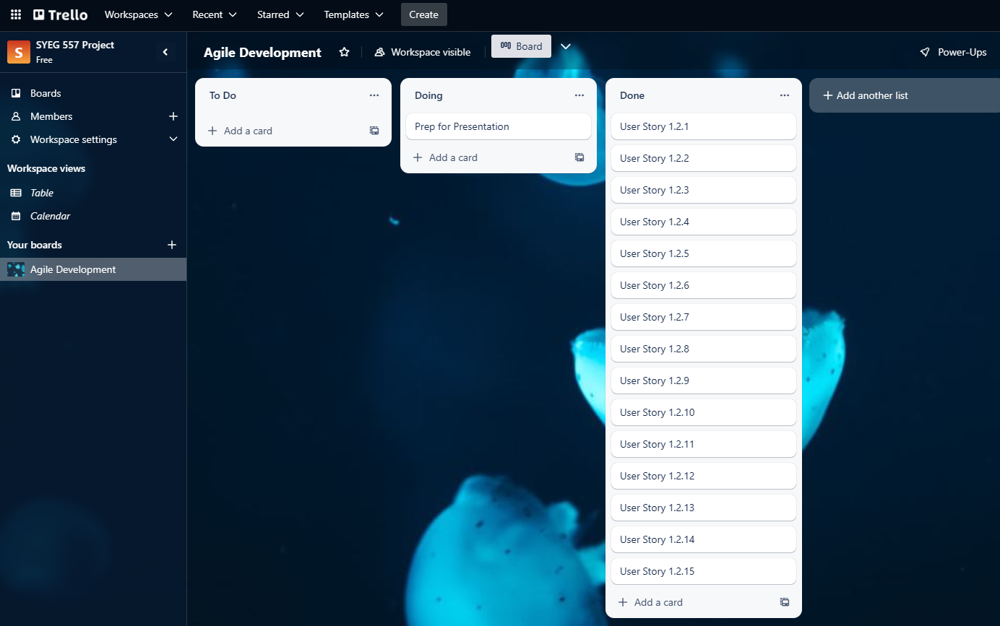 Trello Workspaces Recent Starred Templates Create
S SYEG 557 Project
Free
Agile Development Workspace visible Board Power-Ups
Boards
Members
Workspace settings
Workspace views
Table
Calendar
Your boards
Agile Development
To Do
Add a card
Doing
Prep for Presentation
Add a card
Done
User Story 1.2.1
User Story 1.2.2
User Story 1.2.3
User Story 1.2.4
User Story 1.2.5
User Story 1.2.6
User Story 1.2.7
User Story 1.2.8
User Story 1.2.9
User Story 1.2.10
User Story 1.2.11
User Story 1.2.12
User Story 1.2.13
User Story 1.2.14
User Story 1.2.15
Add a card
Add another list